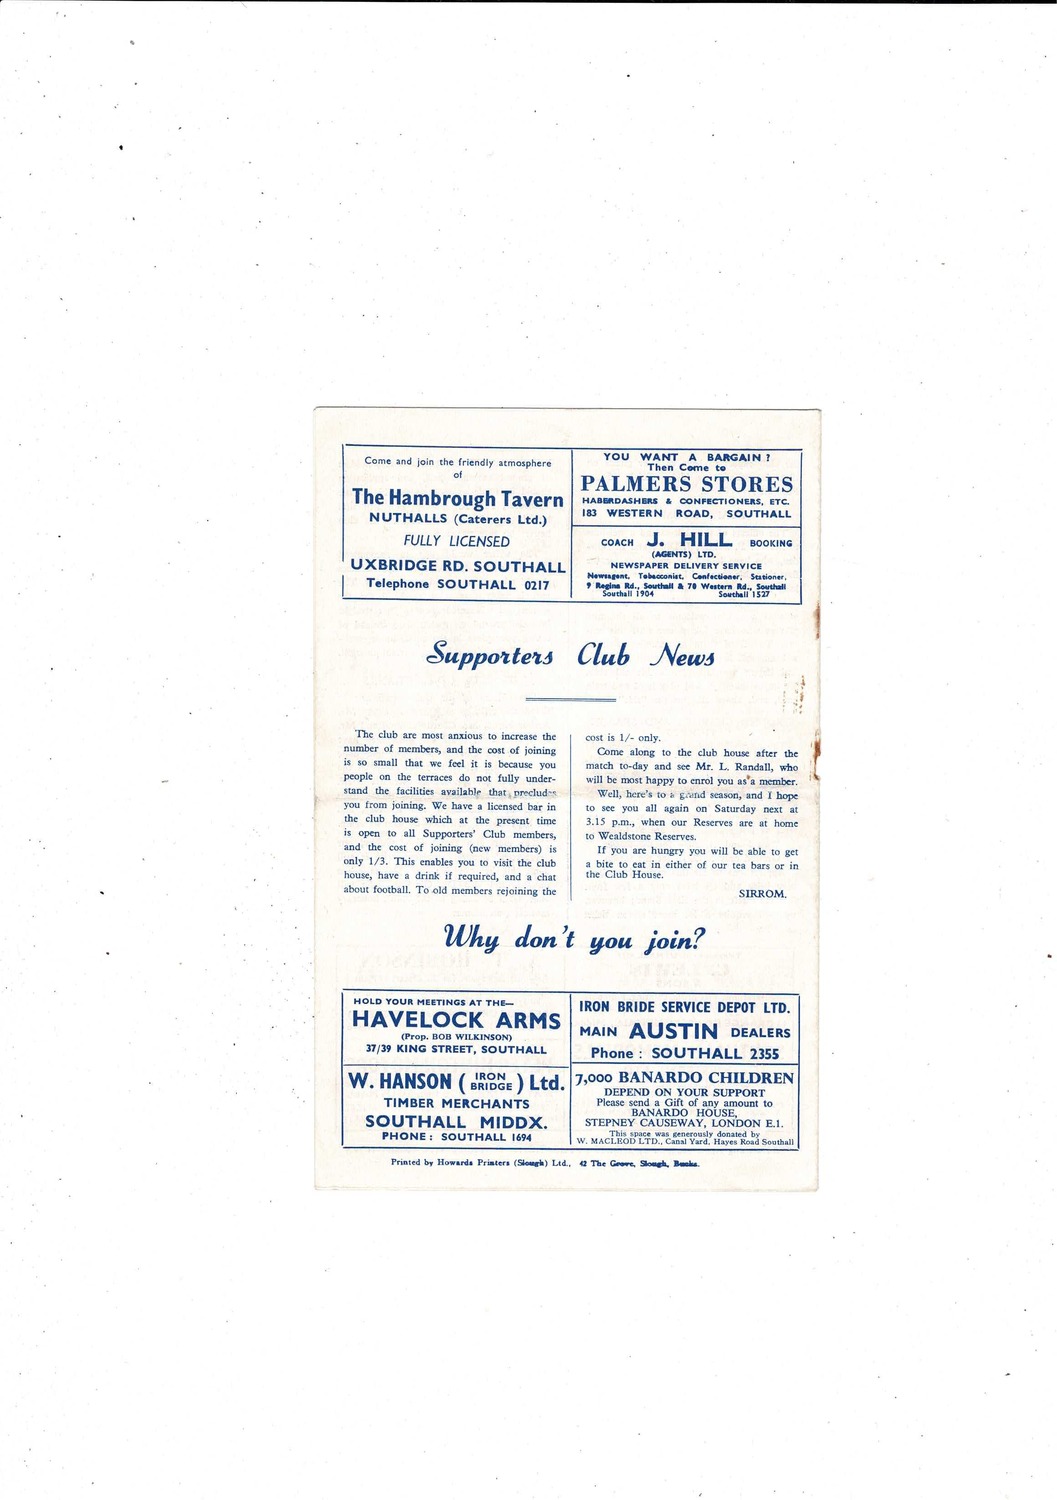 Come and join the friendly atmosphere
of
The Hambrough Tavern
NUTHALLS (Caterers Ltd.)
FULLY LICENSED
UXBRIDGE RD. SOUTHALL
Telephone SOUTHALL 0217
YOU WANT A BARGAIN ?
Then Come to
PALMERS STORES
HABERDASHERS & CONFECTIONERS, ETC.
183 WESTERN ROAD, SOUTHALL
COACH J. HILL BOOKING
(AGENTS) LTD.
NEWSPAPER DELIVERY SERVICE
Newsagent, Tobacconist, Confectioner, Stationer,
9 Regina Rd., Southall & 78 Western Rd., Southall
Southall 1904 Southall 1527
Supporters Club News
The club are most anxious to increase the
number of members, and the cost of joining
is so small that we feel it is because you
people on the terraces do not fully under-
stand the facilities available that precludes
you from joining. We have a licensed bar in
the club house which at the present time
is open to all Supporters' Club members,
and the cost of joining (new members) is
only 1/3. This enables you to visit the club
house, have a drink if required, and a chat
about football. To old members rejoining the
cost is 1/- only.
Come along to the club house after the
match to-day and see Mr. L. Randall, who
will be most happy to enrol you as a member.
Well, here's to a grand season, and I hope
to see you all again on Saturday next at
3.15 p.m., when our Reserves are at home
to Wealdstone Reserves.
If you are hungry you will be able to get
a bite to eat in either of our tea bars or in
the Club House.
SIRROM.
Why don't you join?
HOLD YOUR MEETINGS AT THE—
HAVELOCK ARMS
(Prop. BOB WILKINSON)
37/39 KING STREET, SOUTHALL
W. HANSON ( IRON BRIDGE ) Ltd.
TIMBER MERCHANTS
SOUTHALL MIDDX.
PHONE : SOUTHALL 1694
IRON BRIDE SERVICE DEPOT LTD.
MAIN AUSTIN DEALERS
Phone : SOUTHALL 2355
7,000 BANARDO CHILDREN
DEPEND ON YOUR SUPPORT
Please send a Gift of any amount to
BANARDO HOUSE,
STEPNEY CAUSEWAY, LONDON E.1.
This space was generously donated by
W. MACLEOD LTD., Canal Yard, Hayes Road Southall
Printed by Howards Printers (Slough) Ltd., 42 The Grove, Slough, Bucks.